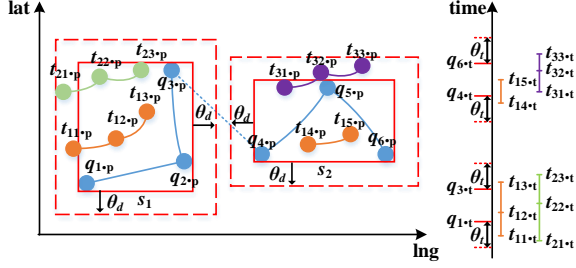 lat
time
t23·p
t22·p
t21·p
q3·p
t13·p
t12·p
t11·p
q1·p
q2·p
θd
s1
θd
t33·p
t32·p
t31·p
q5·p
t15·p
t14·p
q4·p
q6·p
θd
θd
s2
lng
θt
q6·t
q4·t
θt
t15·t
t14·t
t33·t
t32·t
t31·t
θt
q3·t
q1·t
θt
t13·t
t12·t
t11·t
t23·t
t22·t
t21·t